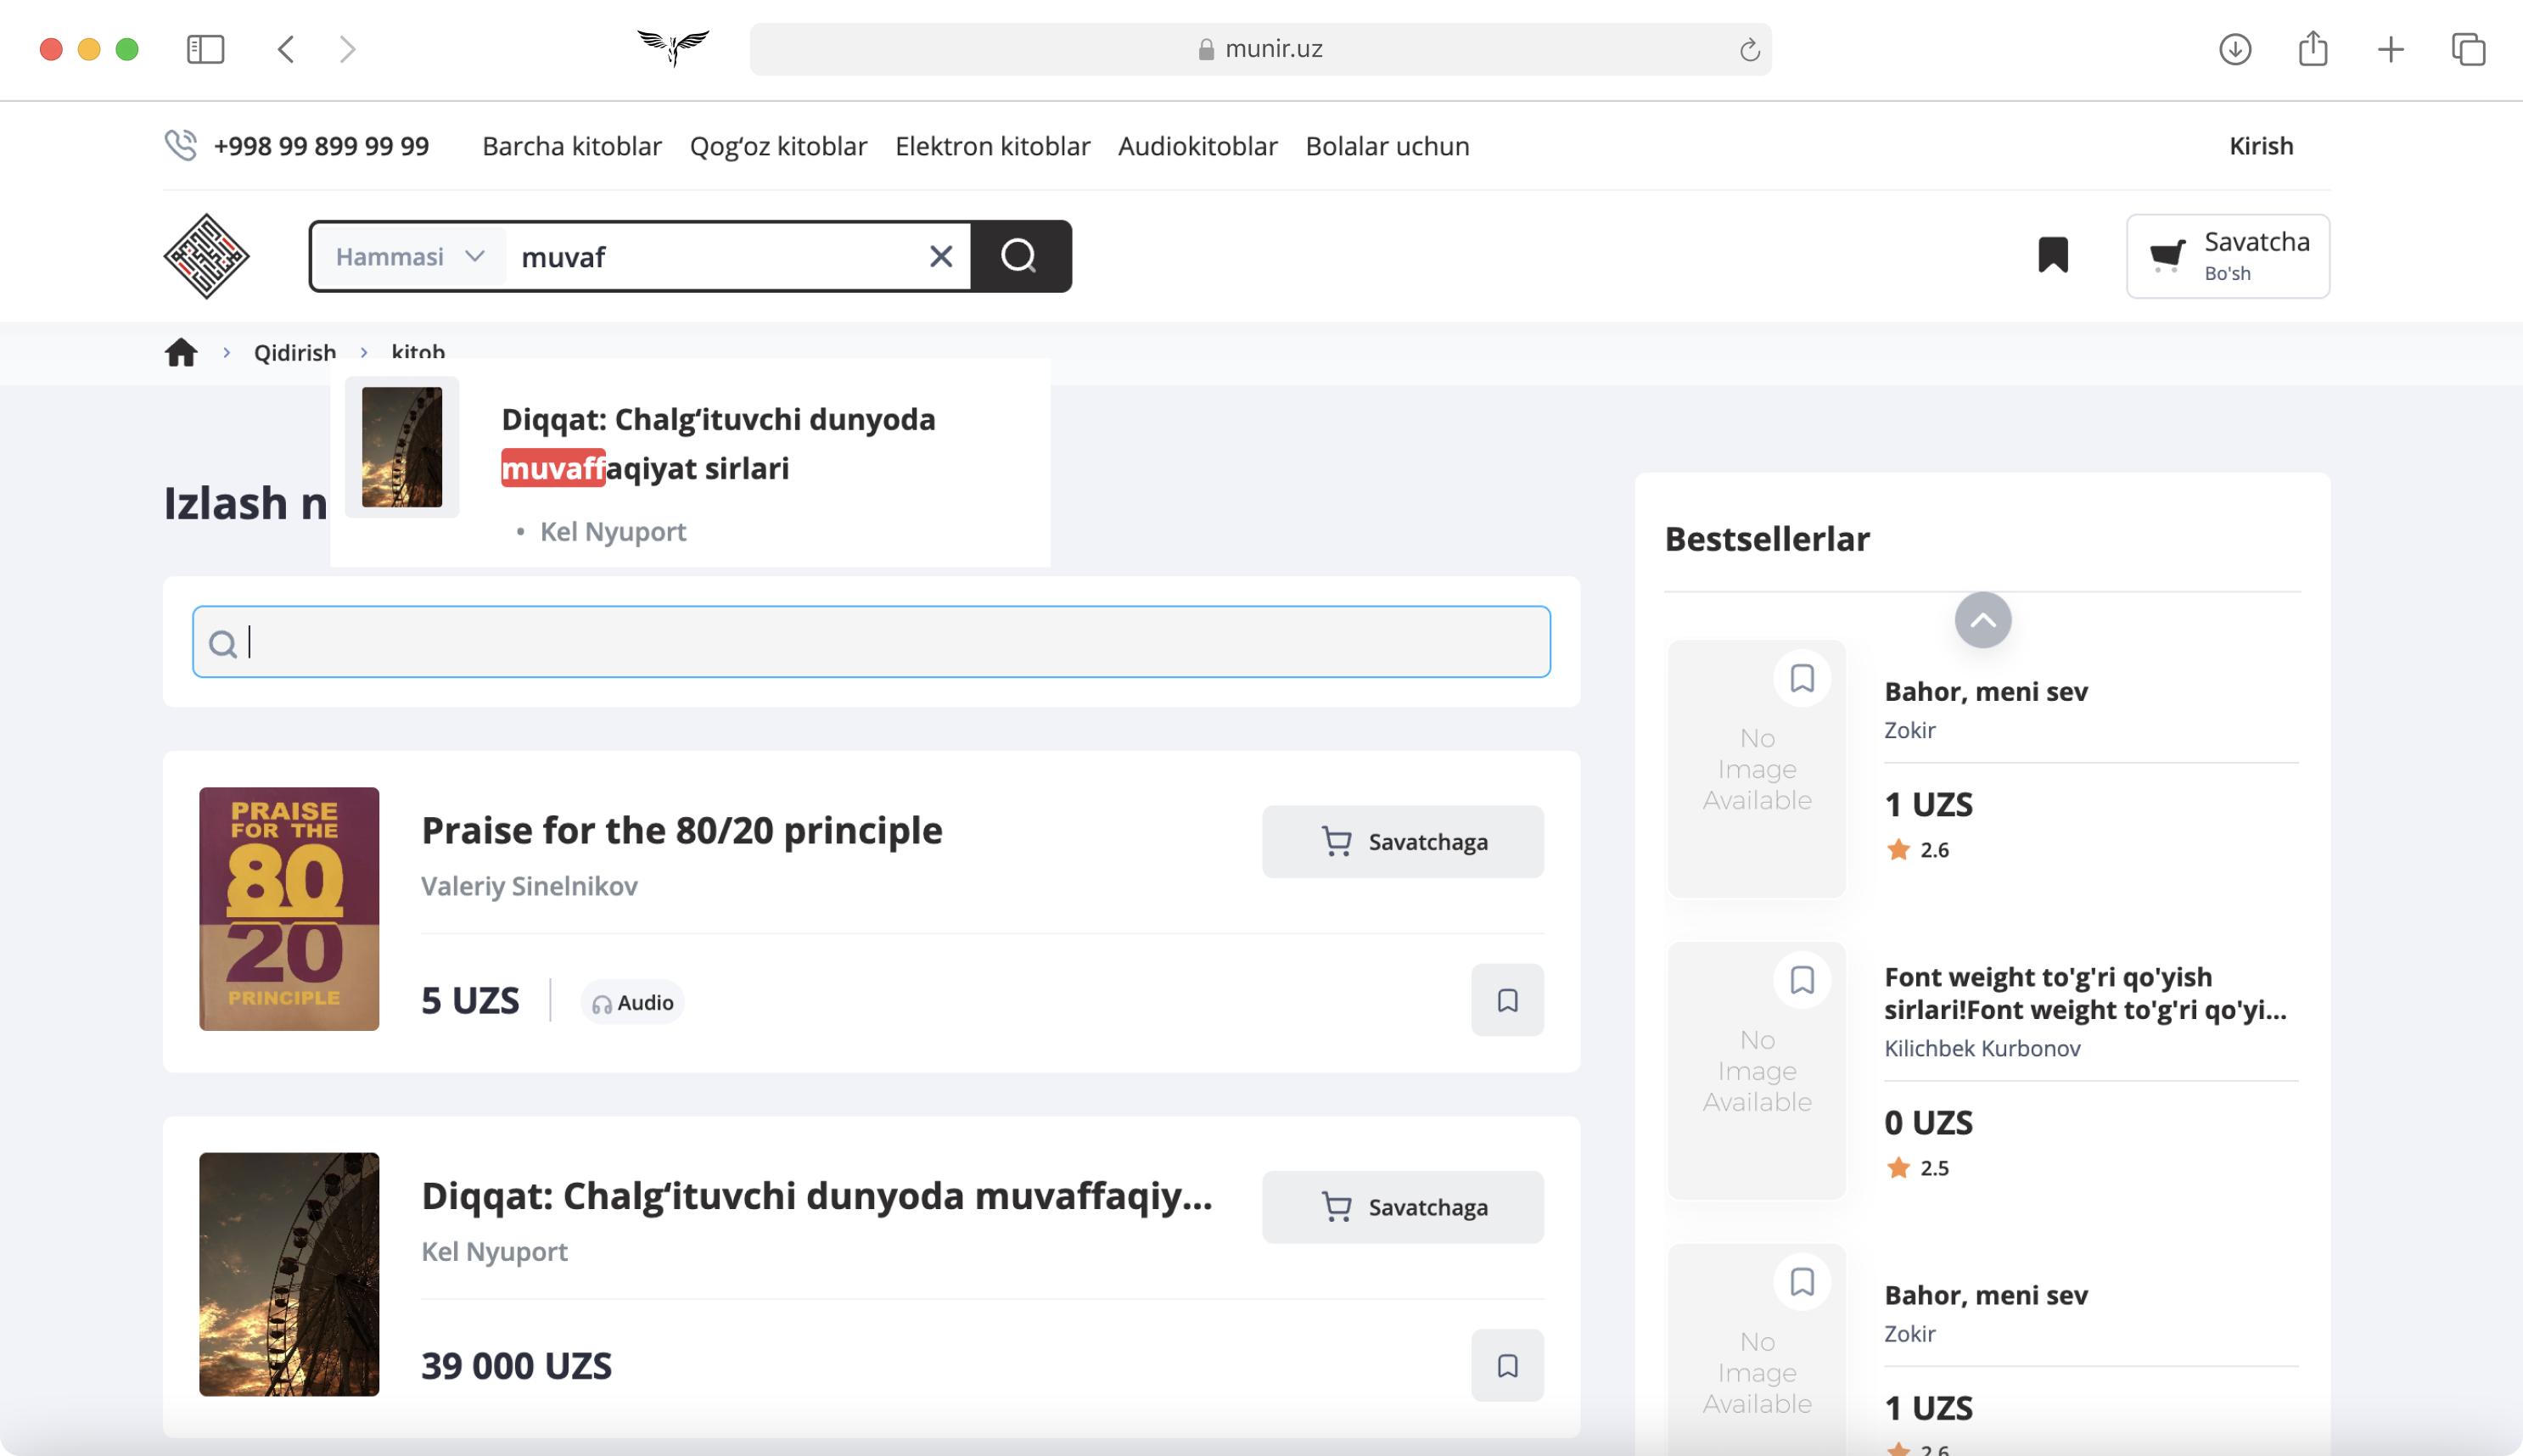 munir.uz
+998 99 899 99 99 Barcha kitoblar Qog‘oz kitoblar Elektron kitoblar Audiokitoblar Bolalar uchun Kirish
Hammasi muvaf
Savatcha
Bo'sh
Qidirish kitob
Diqqat: Chalg‘ituvchi dunyoda
muvaffaqiyat sirlari
• Kel Nyuport
Izlash n
PRAISE
FOR THE
80
20
PRINCIPLE
Praise for the 80/20 principle
Valeriy Sinelnikov
Savatchaga
5 UZS
Audio
Diqqat: Chalg‘ituvchi dunyoda muvaffaqiy...
Kel Nyuport
Savatchaga
39 000 UZS
Bestsellerlar
No
Image
Available
Bahor, meni sev
Zokir
1 UZS
2.6
No
Image
Available
Font weight to'g'ri qo'yish
sirlari!Font weight to'g'ri qo'yi...
Kilichbek Kurbonov
0 UZS
2.5
No
Image
Available
Bahor, meni sev
Zokir
1 UZS
2.6